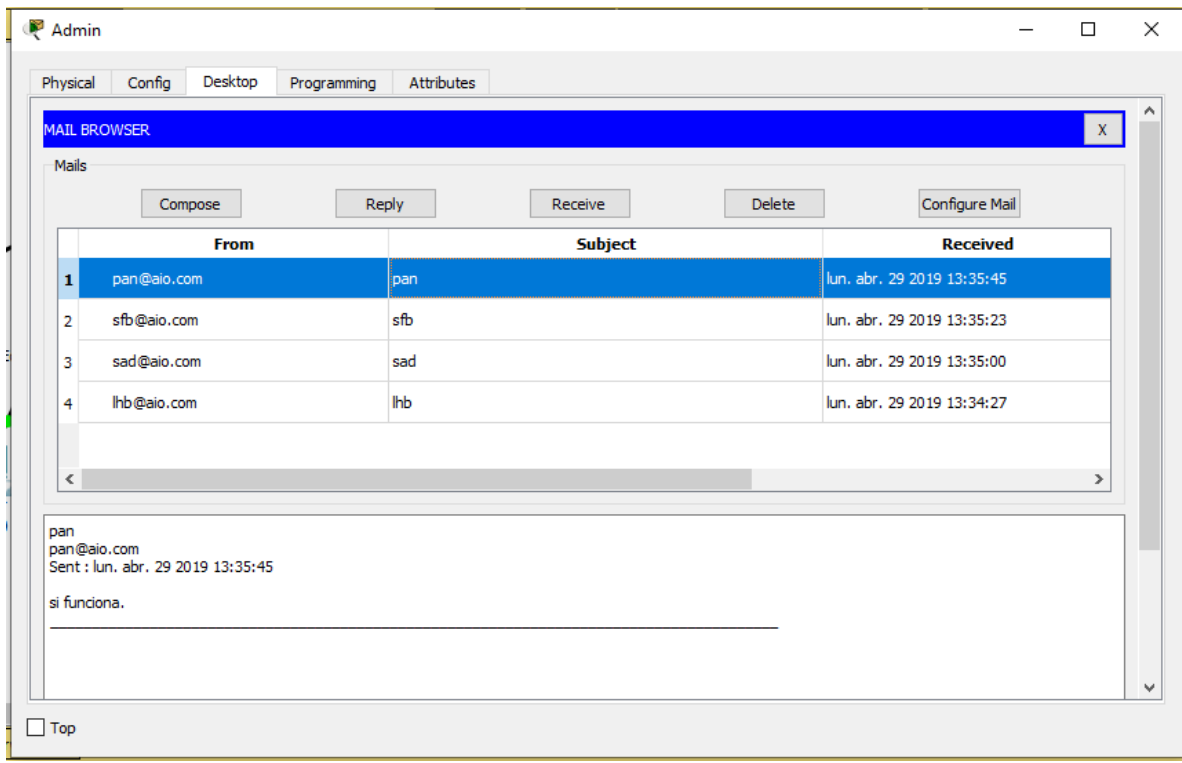 Admin
Physical Config Desktop Programming Attributes
MAIL BROWSER X
Mails
Compose Reply Receive Delete Configure Mail
From Subject Received
1 pan@aio.com pan lun. abr. 29 2019 13:35:45
2 sfb@aio.com sfb lun. abr. 29 2019 13:35:23
3 sad@aio.com sad lun. abr. 29 2019 13:35:00
4 lhb@aio.com lhb lun. abr. 29 2019 13:34:27
pan
pan@aio.com
Sent : lun. abr. 29 2019 13:35:45
si funciona.
Top